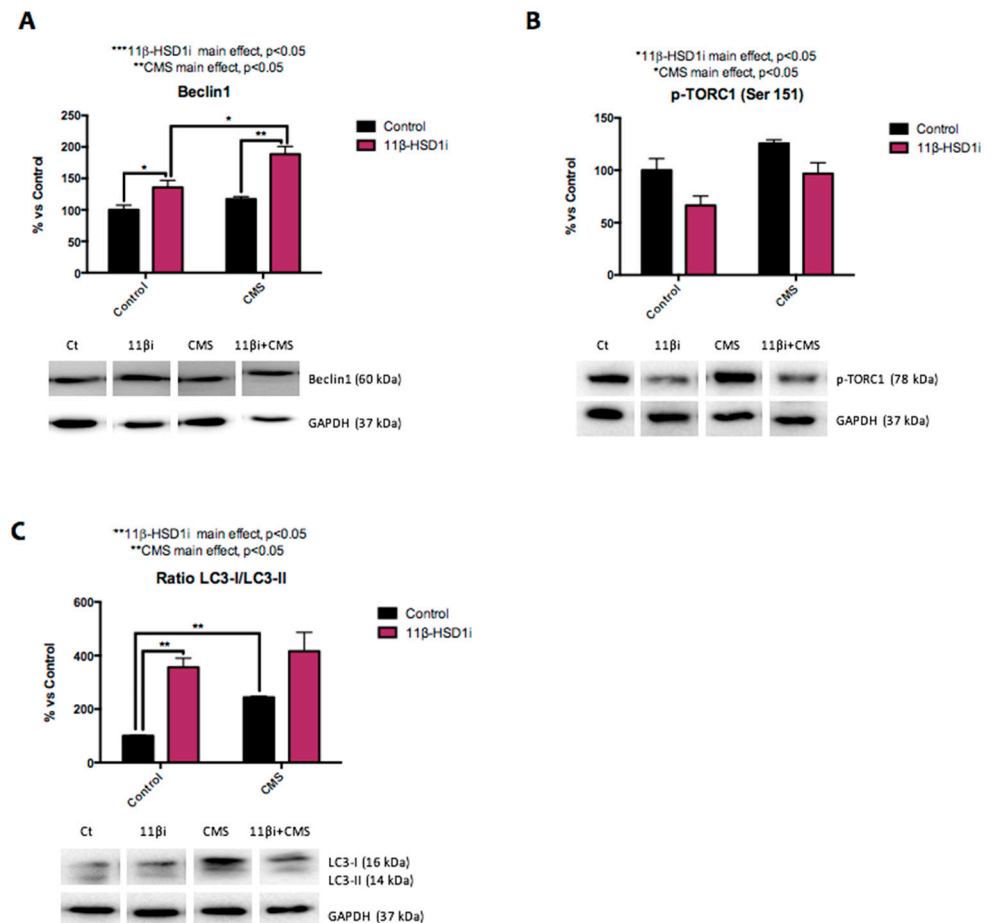 A
***11β-HSD1i main effect, p<0.05
**CMS main effect, p<0.05
Beclin1
250
200
150
100
50
0
% vs Control
*
*
**
Control
CMS
Control
11β-HSD1i
Ct 11βi CMS 11βi+CMS
Beclin1 (60 kDa)
GAPDH (37 kDa)
B
*11β-HSD1i main effect, p<0.05
*CMS main effect, p<0.05
p-TORC1 (Ser 151)
150
100
50
0
% vs Control
Control
CMS
Control
11β-HSD1i
Ct 11βi CMS 11βi+CMS
p-TORC1 (78 kDa)
GAPDH (37 kDa)
C
**11β-HSD1i main effect, p<0.05
**CMS main effect, p<0.05
Ratio LC3-I/LC3-II
600
400
200
0
% vs Control
**
**
Control
CMS
Control
11β-HSD1i
Ct 11βi CMS 11βi+CMS
LC3-I (16 kDa)
LC3-II (14 kDa)
GAPDH (37 kDa)